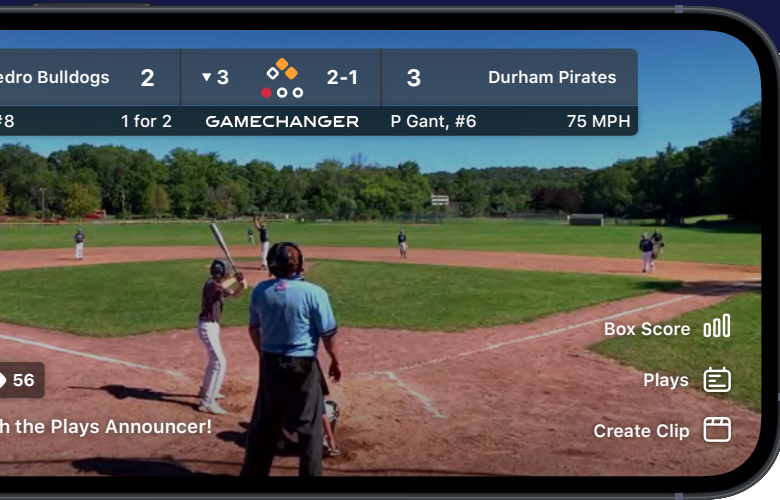 edro Bulldogs 2 ▼ 3 2-1 3 Durham Pirates
#8 1 for 2 GAMECHANGER P Gant, #6 75 MPH
Box Score
56 Plays
h the Plays Announcer!
Create Clip